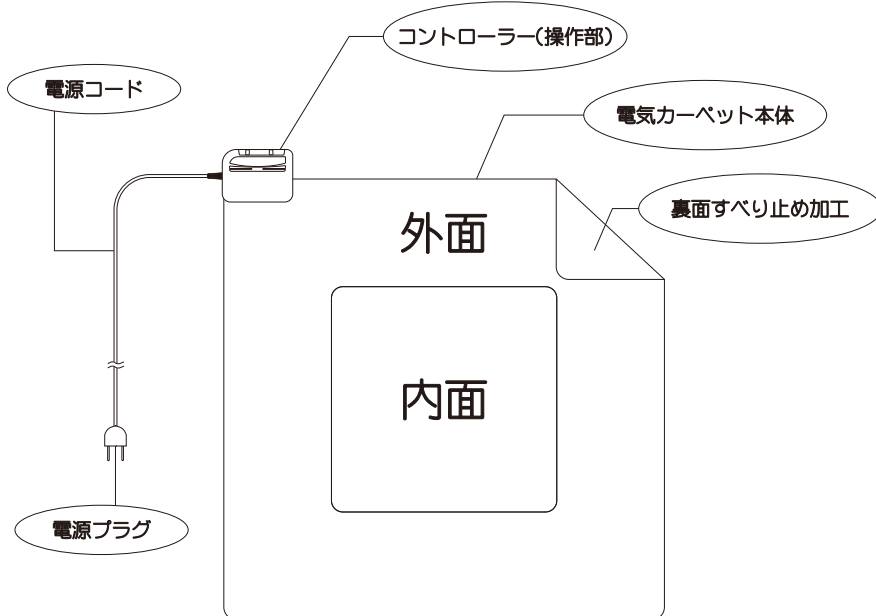 コントローラー(操作部)
電源コード
電気カーペット本体
裏面すべり止め加工
外面
内面
電源プラグ